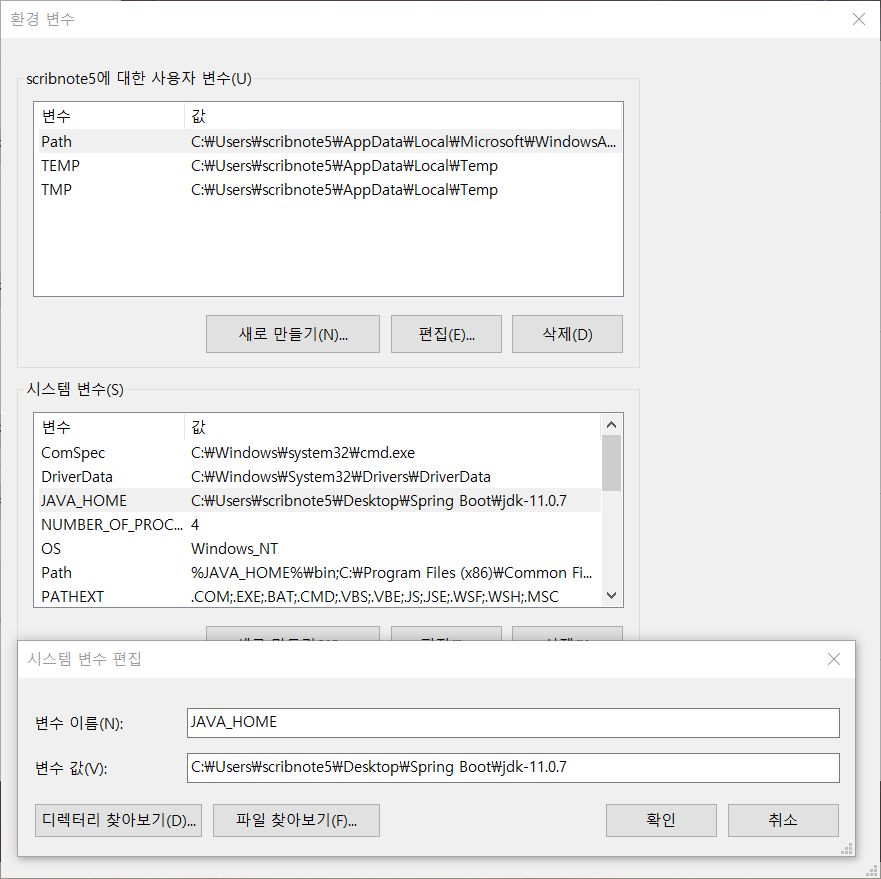 환경 변수
scribnote5에 대한 사용자 변수(U)
변수 값
Path C:₩Users₩scribnote5₩AppData₩Local₩Microsoft₩WindowsA...
TEMP C:₩Users₩scribnote5₩AppData₩Local₩Temp
TMP C:₩Users₩scribnote5₩AppData₩Local₩Temp
새로 만들기(N)... 편집(E)... 삭제(D)
시스템 변수(S)
변수 값
ComSpec C:₩Windows₩system32₩cmd.exe
DriverData C:₩Windows₩System32₩Drivers₩DriverData
JAVA_HOME C:₩Users₩scribnote5₩Desktop₩Spring Boot₩jdk-11.0.7
NUMBER_OF_PROC... 4
OS Windows_NT
Path %JAVA_HOME%₩bin;C:₩Program Files (x86)₩Common Fi...
PATHEXT .COM;.EXE;.BAT;.CMD;.VBS;.VBE;.JS;.JSE;.WSF;.WSH;.MSC
시스템 변수 편집
변수 이름(N): JAVA_HOME
변수 값(V): C:₩Users₩scribnote5₩Desktop₩Spring Boot₩jdk-11.0.7
디렉터리 찾아보기(D)... 파일 찾아보기(F)... 확인 취소